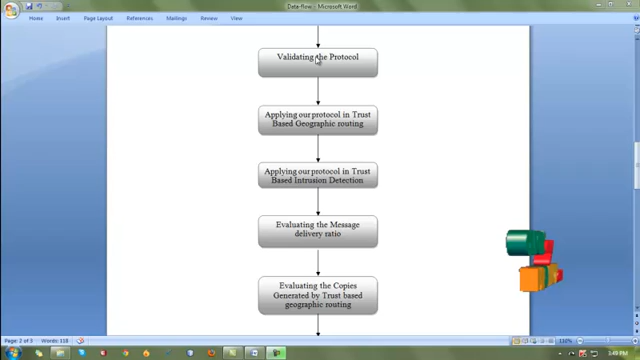 Data-flow - Microsoft Word
Home Insert Page Layout References Mailings Review View
Validating the Protocol
Applying our protocol in Trust
Based Geographic routing
Applying our protocol in Trust
Based Intrusion Detection
Evaluating the Message
delivery ratio
Evaluating the Copies
Generated by Trust based
geographic routing
Page: 2 of 3 Words: 118 110%
3:49 PM